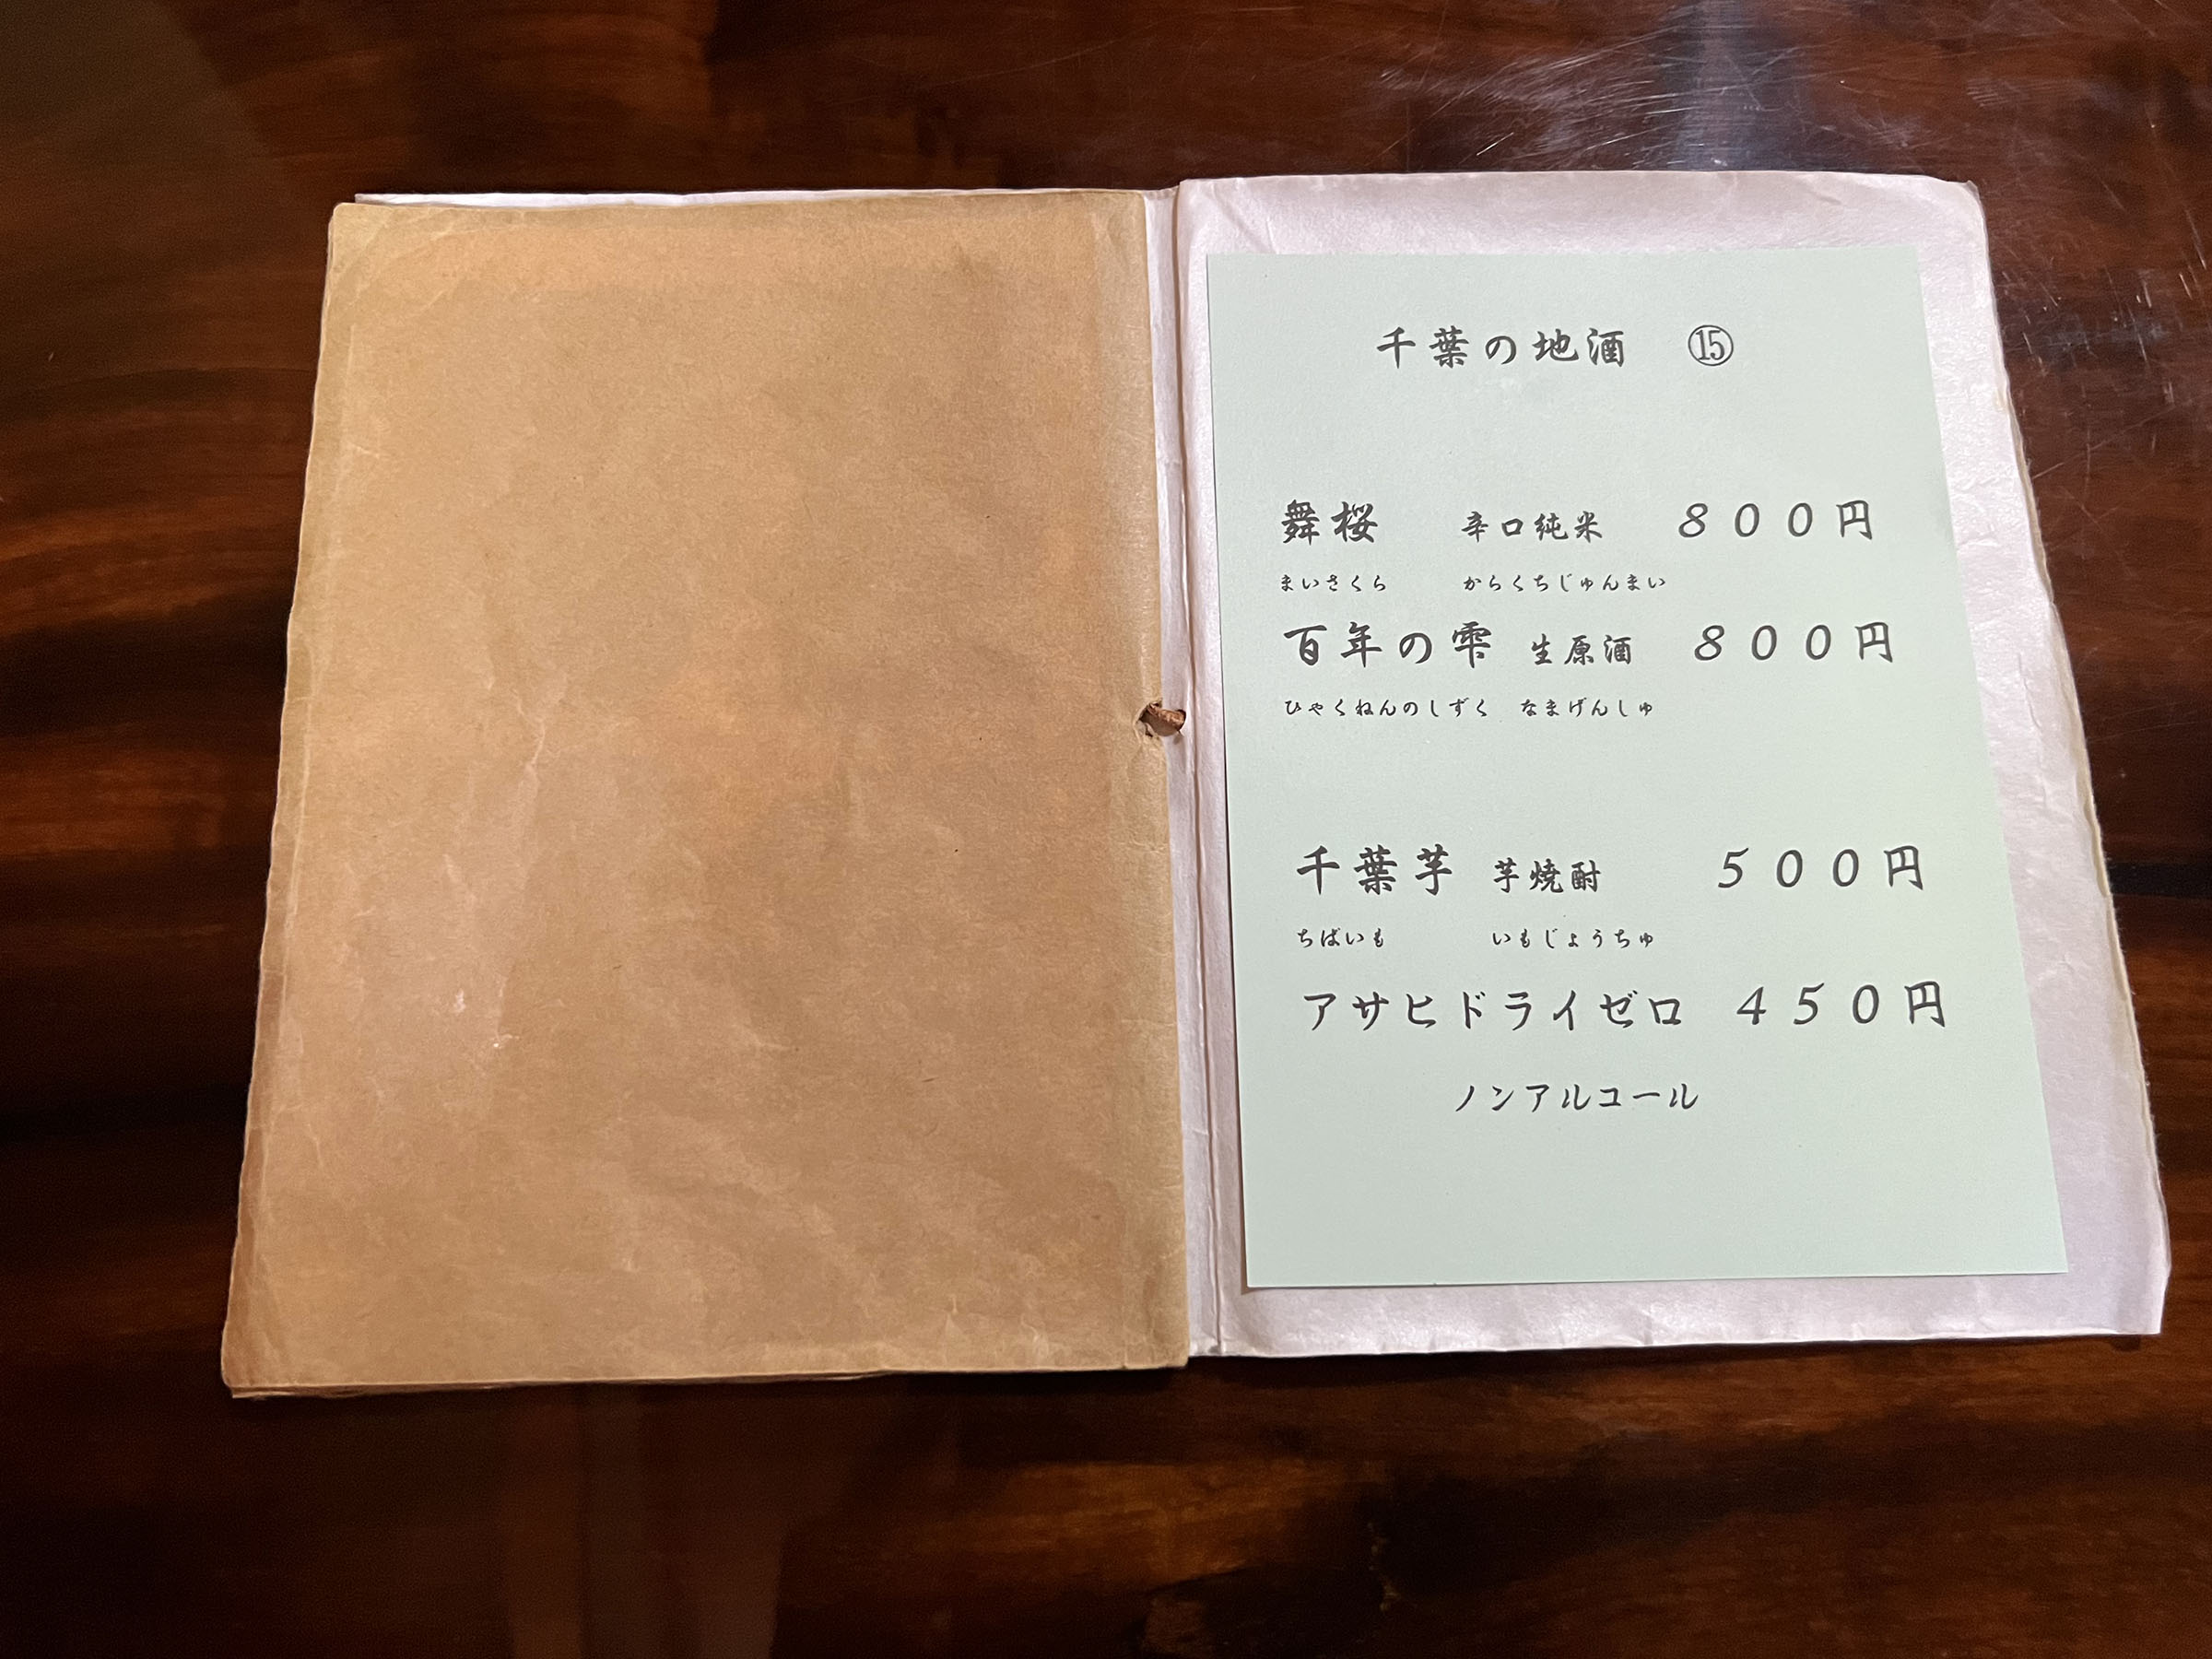 千葉の地酒　⑮
舞桜　辛口純米　８００円
まいさくら　からくちじゅんまい
百年の雫　生原酒　８００円
ひゃくねんのしずく　なまげんしゅ
千葉芋　芋焼酎　５００円
ちばいも　いもじょうちゅ
アサヒドライゼロ　４５０円
ノンアルコール